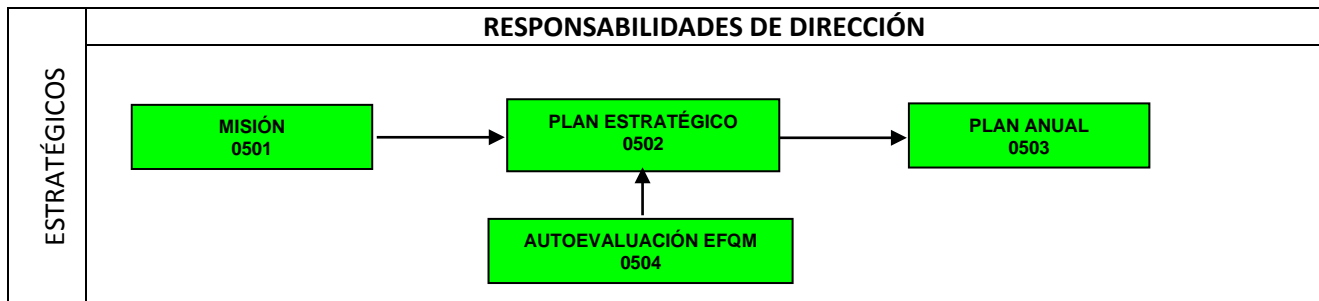 RESPONSABILIDADES DE DIRECCIÓN
ESTRATÉGICOS
MISIÓN
0501
PLAN ESTRATÉGICO
0502
PLAN ANUAL
0503
AUTOEVALUACIÓN EFQM
0504